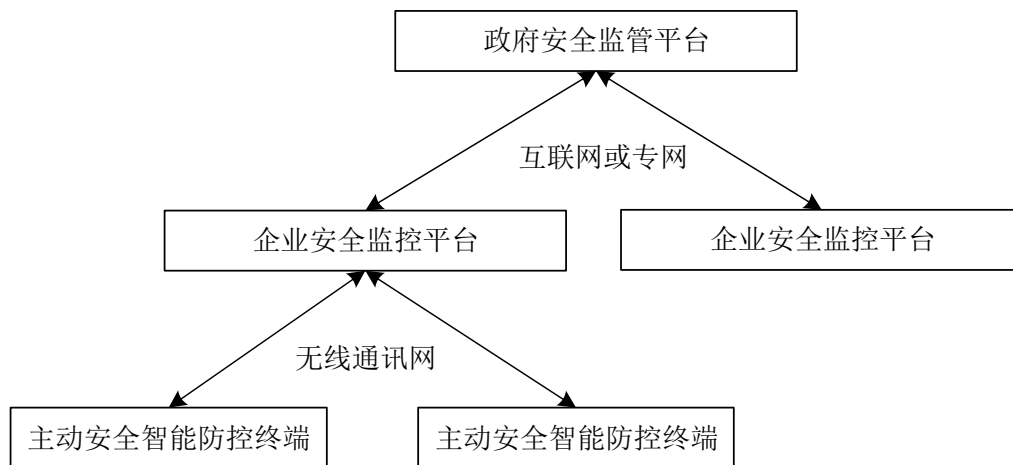 政府安全监管平台
互联网或专网
企业安全监控平台
企业安全监控平台
无线通讯网
主动安全智能防控终端
主动安全智能防控终端